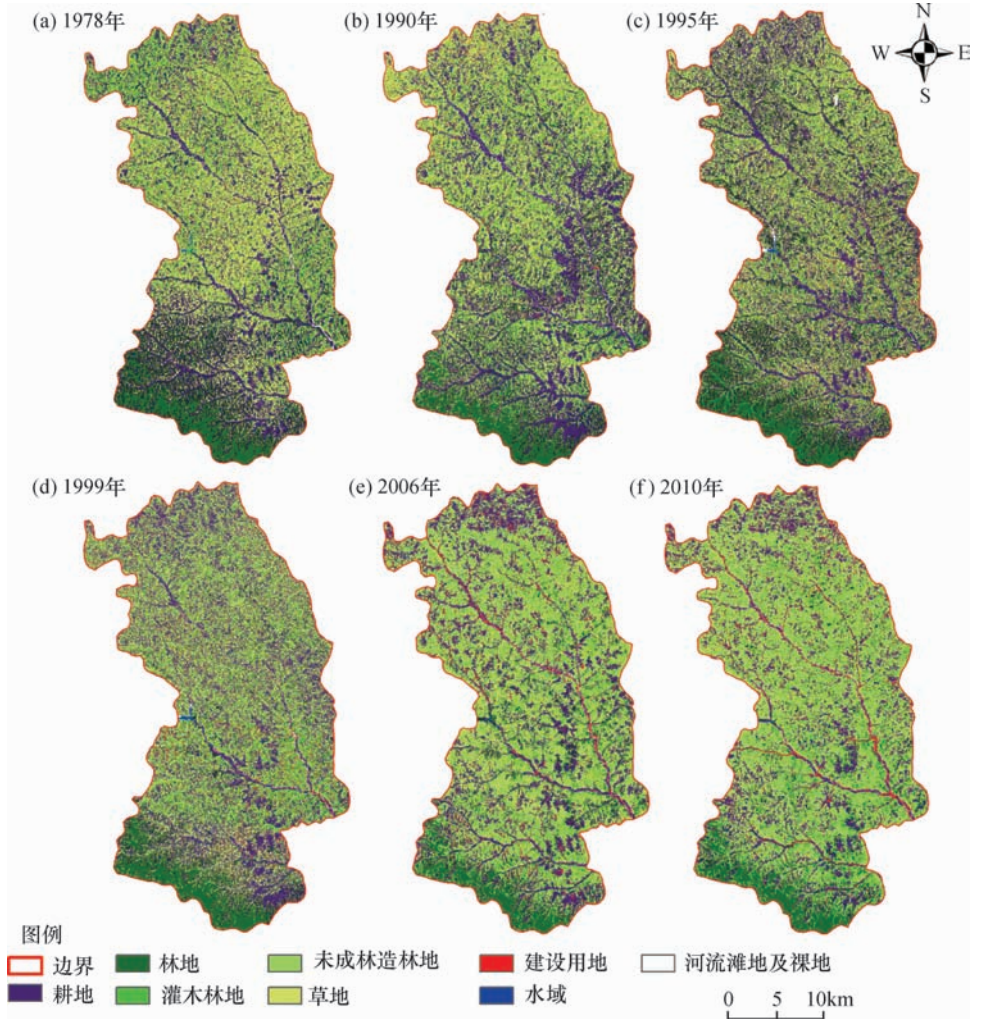 (a) 1978年
(b) 1990年
(c) 1995年
N
W E
S
(d) 1999年
(e) 2006年
(f) 2010年
图例
边界 林地 未成林造林地 建设用地 河流滩地及裸地
耕地 灌木林地 草地 水域
0 5 10km